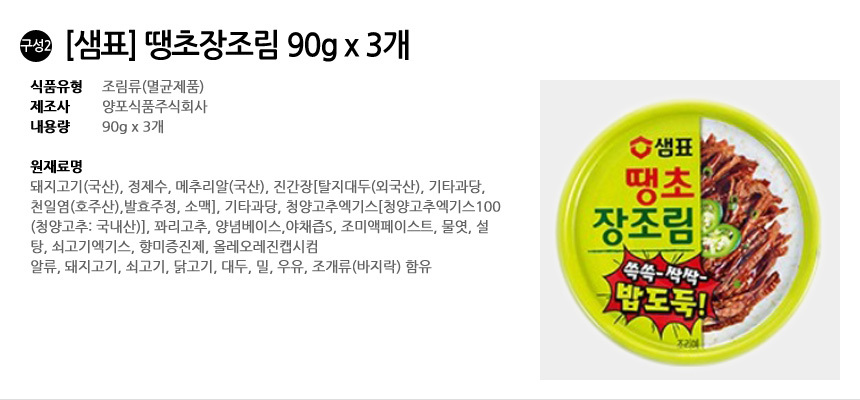 구성2 [샘표] 땡초장조림 90g x 3개
식품유형 조림류(멸균제품)
제조사 양포식품주식회사
내용량 90g x 3개
원재료명
돼지고기(국산), 정제수, 메추리알(국산), 진간장[탈지대두(외국산), 기타과당,
천일염(호주산),발효주정, 소맥], 기타과당, 청양고추엑기스[청양고추엑기스100
(청양고추: 국내산)], 꽈리고추, 양념베이스,야채즙S, 조미액페이스트, 물엿, 설
탕, 쇠고기엑기스, 향미증진제, 올레오레진캡시컴
알류, 돼지고기, 쇠고기, 닭고기, 대두, 밀, 우유, 조개류(바지락) 함유
샘표
땡초
장조림
쏙쏙~싹싹~
밥도둑!